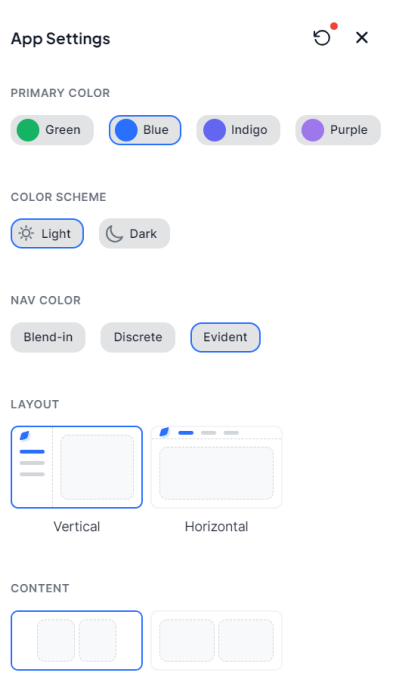 App Settings
PRIMARY COLOR
Green Blue Indigo Purple
COLOR SCHEME
Light Dark
NAV COLOR
Blend-in Discrete Evident
LAYOUT
Vertical Horizontal
CONTENT